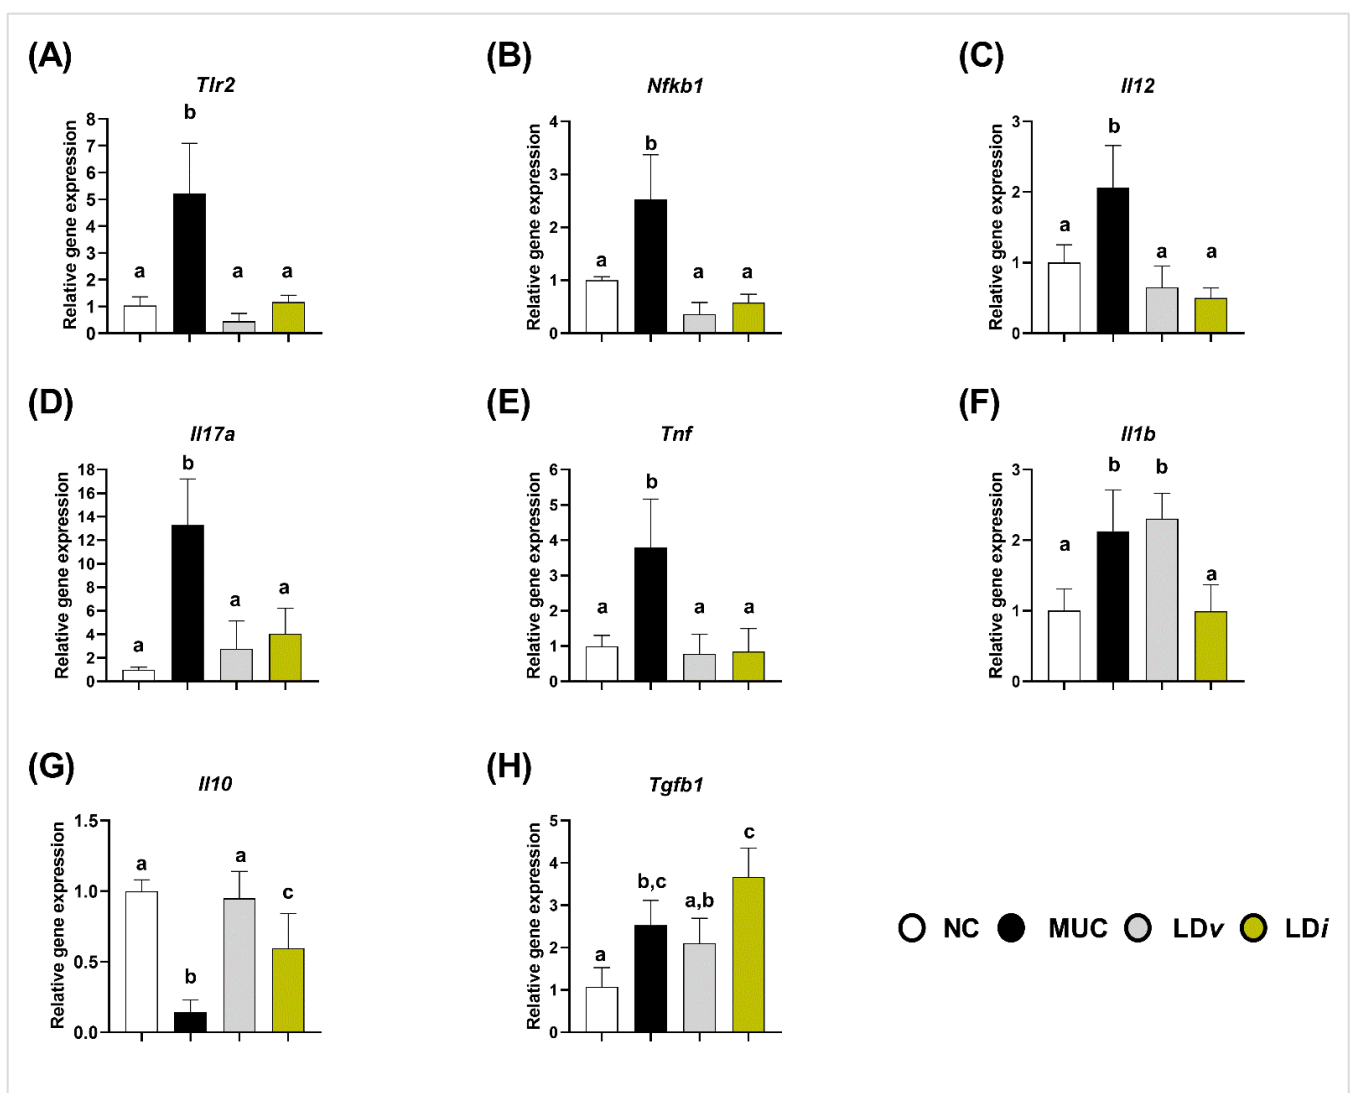 (A)
Tlr2
Relative gene expression
8
7
6
5
4
3
2
1
0
a
b
a
a
(B)
Nfkb1
Relative gene expression
4
3
2
1
0
a
b
a
a
(C)
Il12
Relative gene expression
3
2
1
0
a
b
a
a
(D)
Il17a
Relative gene expression
18
16
14
12
10
8
6
4
2
0
a
b
a
a
(E)
Tnf
Relative gene expression
6
5
4
3
2
1
0
a
b
a
a
(F)
Il1b
Relative gene expression
3
2
1
0
a
b
b
a
(G)
Il10
Relative gene expression
1.5
1.0
0.5
0.0
a
b
a
c
(H)
Tgfb1
Relative gene expression
5
4
3
2
1
0
a
b,c
a,b
c
NC MUC LDv LDi